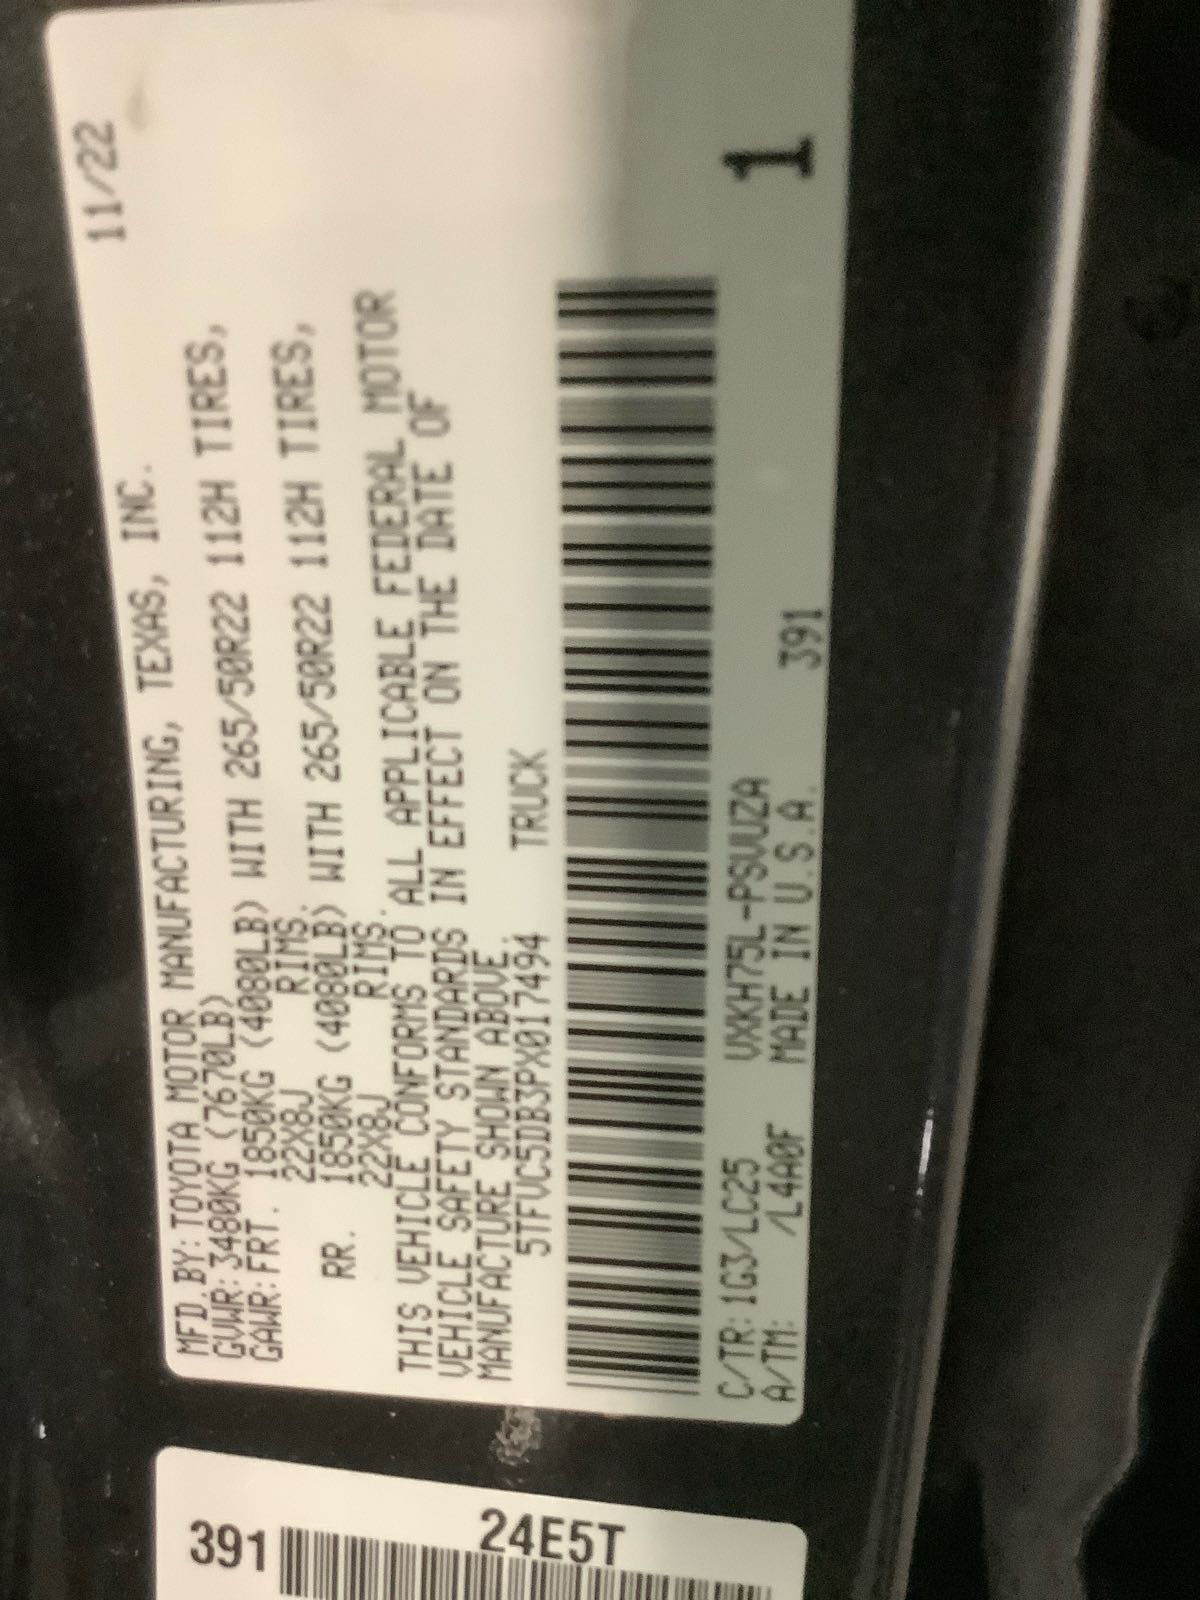 11/22
MFD.BY:TOYOTA MOTOR MANUFACTURING, TEXAS, INC.
GVWR:3480KG (7670LB)
GAWR:FRT. 1850KG (4080LB) WITH 265/50R22 112H TIRES,
22X8J RIMS.
RR. 1850KG (4080LB) WITH 265/50R22 112H TIRES,
22X8J RIMS.
THIS VEHICLE CONFORMS TO ALL APPLICABLE FEDERAL MOTOR
VEHICLE SAFETY STANDARDS IN EFFECT ON THE DATE OF
MANUFACTURE SHOWN ABOVE.
5TFVC5DB3PX017494 TRUCK
C/TR:1G3/LC25 VXKH75L-PSVUZA 1
A/TM: /L4A0F MADE IN U.S.A. 391
391
24E5T